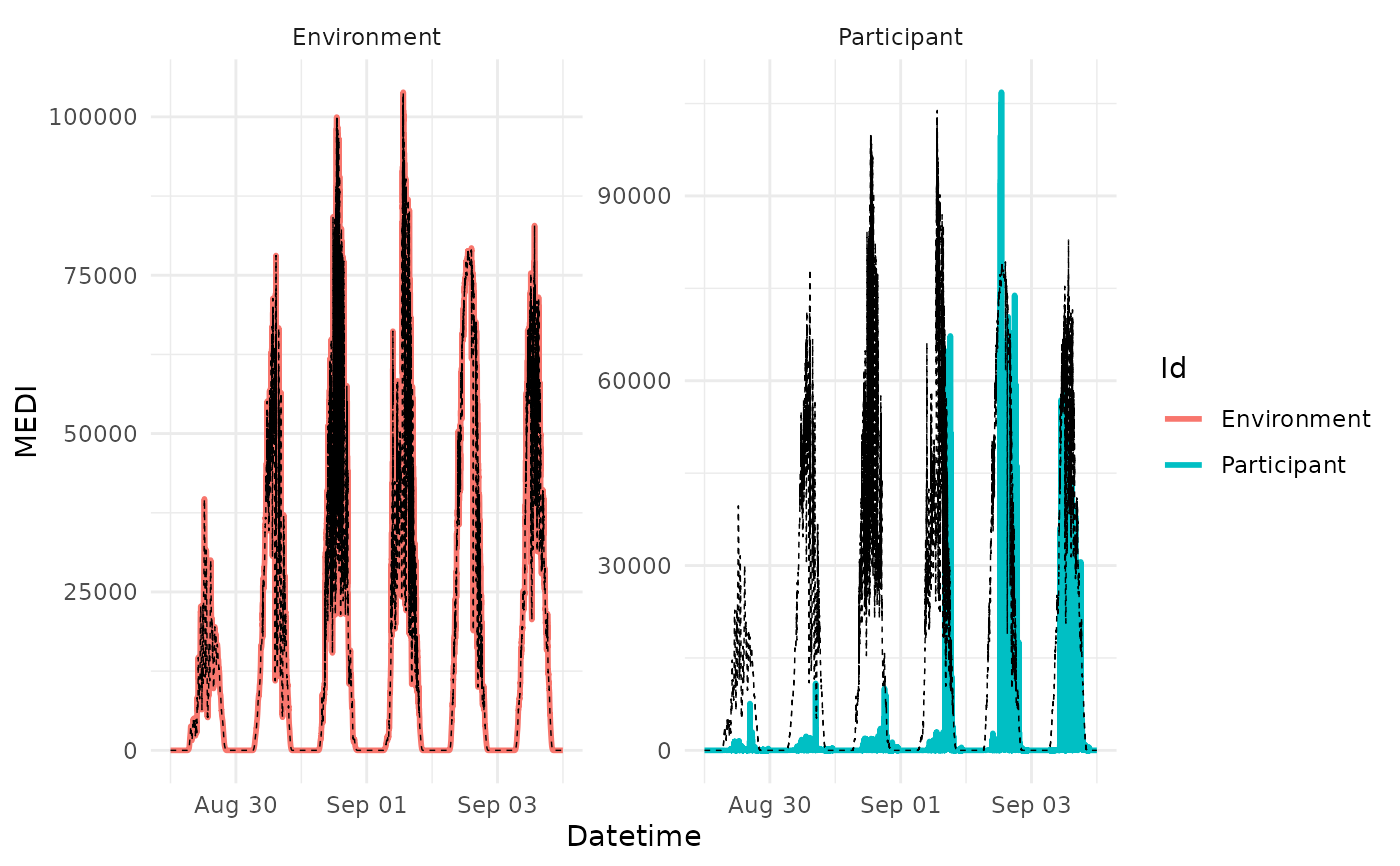 Environment
Participant
MEDI
100000
75000
50000
25000
0
90000
60000
30000
0
Aug 30
Sep 01
Sep 03
Aug 30
Sep 01
Sep 03
Datetime
Id
Environment
Participant